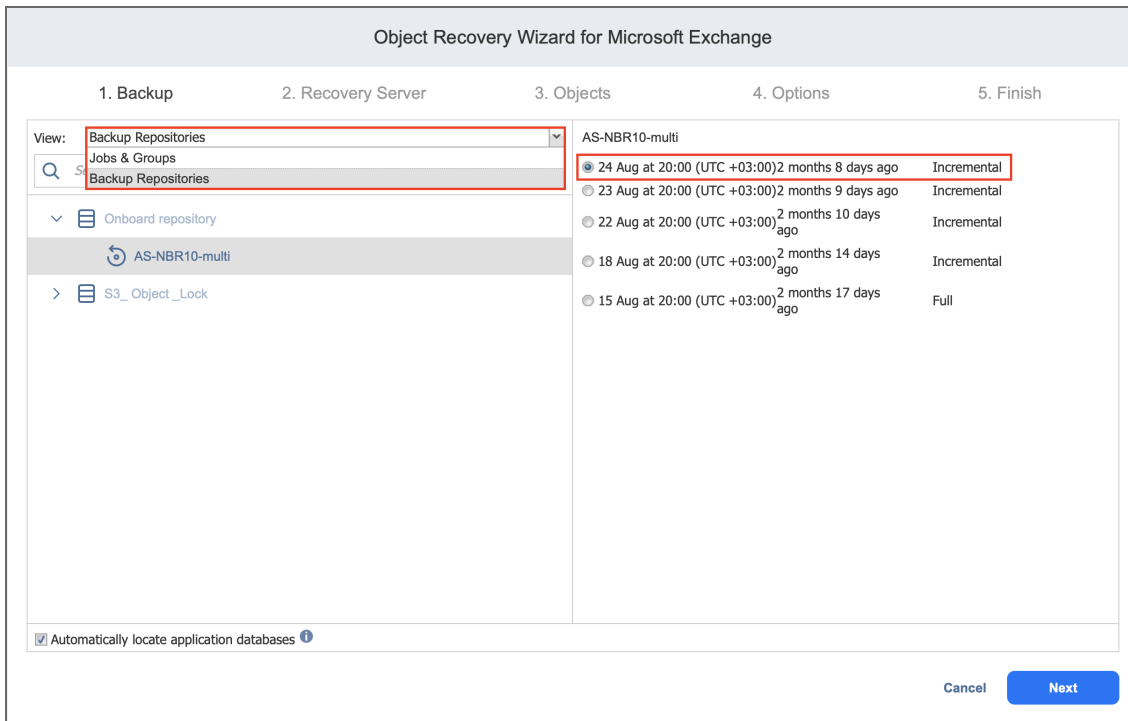 Object Recovery Wizard for Microsoft Exchange
1. Backup 2. Recovery Server 3. Objects 4. Options 5. Finish
View: Backup Repositories
Jobs & Groups
Backup Repositories
Onboard repository
AS-NBR10-multi
S3_ Object _Lock
AS-NBR10-multi
24 Aug at 20:00 (UTC +03:00) 2 months 8 days ago Incremental
23 Aug at 20:00 (UTC +03:00) 2 months 9 days ago Incremental
22 Aug at 20:00 (UTC +03:00) 2 months 10 days ago Incremental
18 Aug at 20:00 (UTC +03:00) 2 months 14 days ago Incremental
15 Aug at 20:00 (UTC +03:00) 2 months 17 days ago Full
Automatically locate application databases
Cancel Next